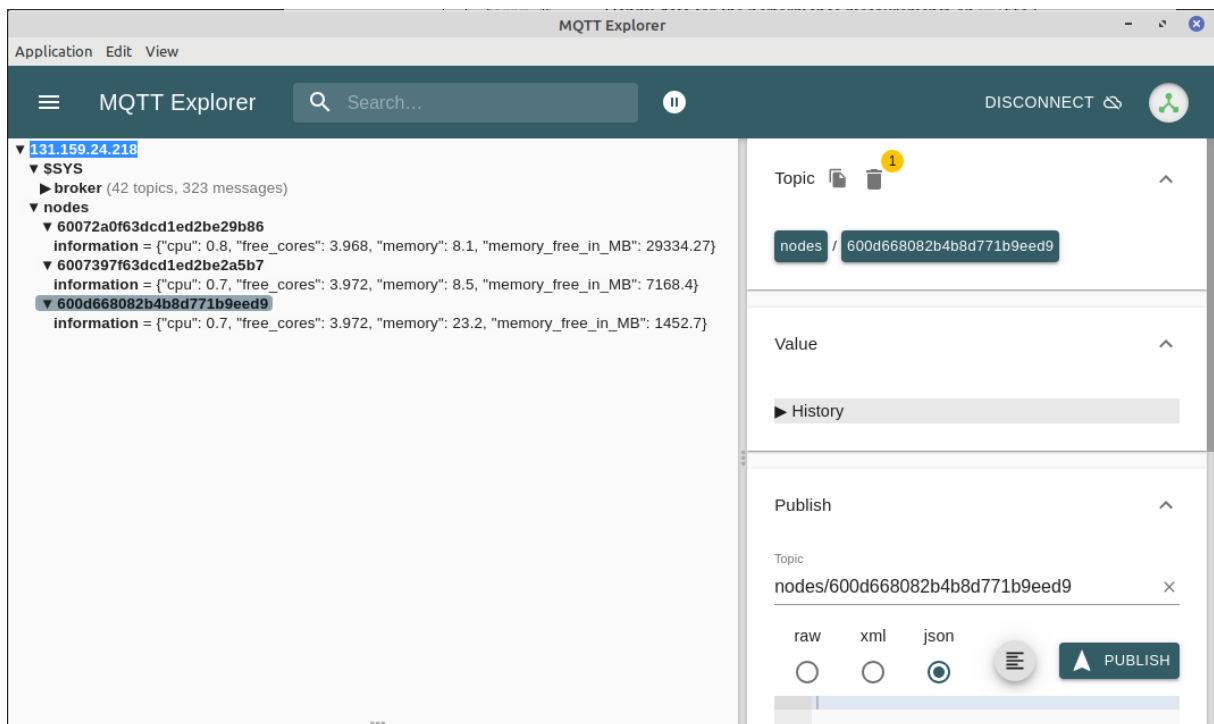 MQTT Explorer
Application Edit View
MQTT Explorer
Search...
DISCONNECT
▼ 131.159.24.218
▼ $SYS
▶ broker (42 topics, 323 messages)
▼ nodes
▼ 60072a0f63dcd1ed2be29b86
information = {"cpu": 0.8, "free_cores": 3.968, "memory": 8.1, "memory_free_in_MB": 29334.27}
▼ 6007397f63dcd1ed2be2a5b7
information = {"cpu": 0.7, "free_cores": 3.972, "memory": 8.5, "memory_free_in_MB": 7168.4}
▼ 600d668082b4b8d771b9eed9
information = {"cpu": 0.7, "free_cores": 3.972, "memory": 23.2, "memory_free_in_MB": 1452.7}
Topic 1
nodes / 600d668082b4b8d771b9eed9
Value
▶ History
Publish
Topic
nodes/600d668082b4b8d771b9eed9
raw xml json
PUBLISH